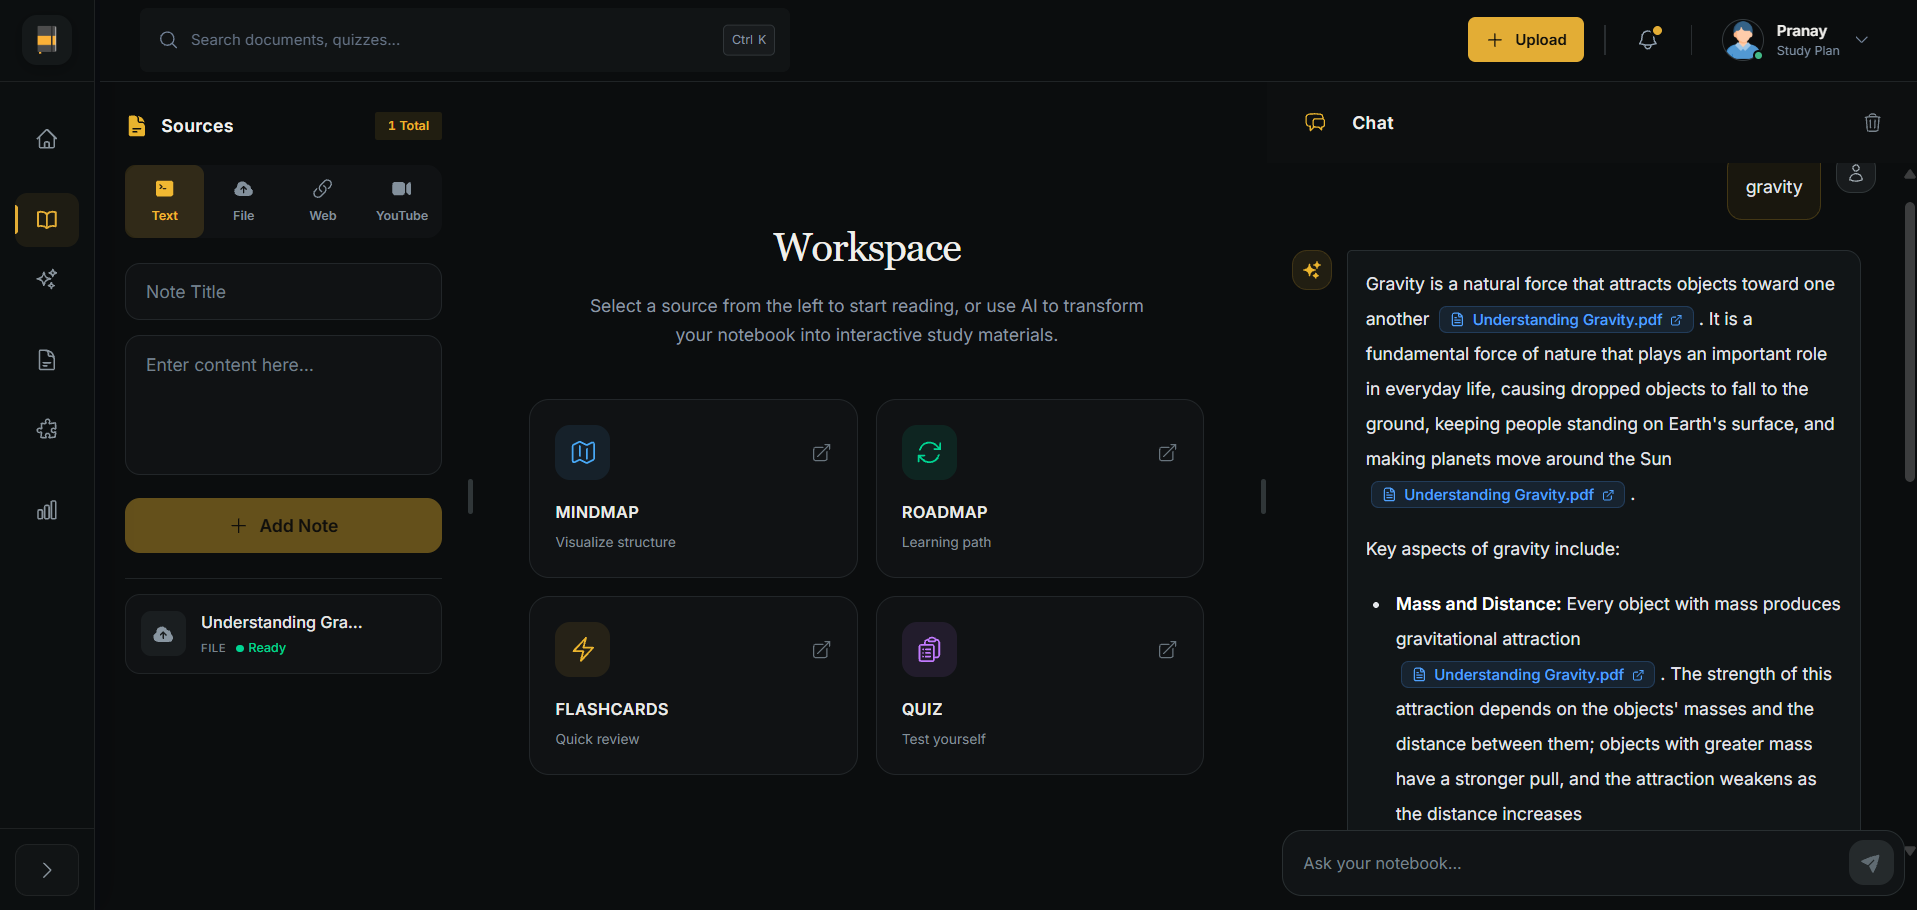 Search documents, quizzes...
Ctrl K
Upload
Pranay
Study Plan
Sources
1 Total
Text
File
Web
YouTube
Note Title
Enter content here...
Add Note
Understanding Gra...
FILE
Ready
Workspace
Select a source from the left to start reading, or use AI to transform
your notebook into interactive study materials.
MINDMAP
Visualize structure
ROADMAP
Learning path
FLASHCARDS
Quick review
QUIZ
Test yourself
Chat
gravity
Gravity is a natural force that attracts objects toward one
another Understanding Gravity.pdf . It is a
fundamental force of nature that plays an important role
in everyday life, causing dropped objects to fall to the
ground, keeping people standing on Earth's surface, and
making planets move around the Sun
Understanding Gravity.pdf .
Key aspects of gravity include:
• Mass and Distance: Every object with mass produces
gravitational attraction
Understanding Gravity.pdf . The strength of this
attraction depends on the objects' masses and the
distance between them; objects with greater mass
have a stronger pull, and the attraction weakens as
the distance increases
Ask your notebook...